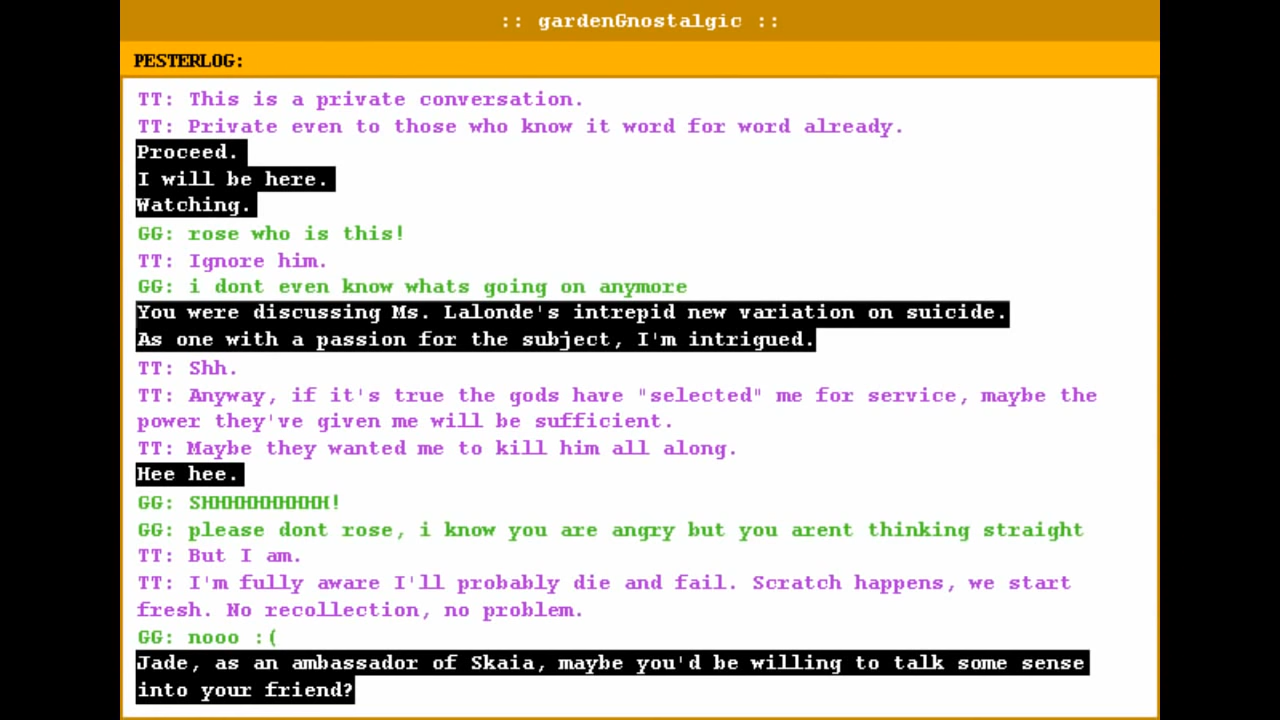 :: gardenGnostalgic ::
PESTERLOG:
TT: This is a private conversation.
TT: Private even to those who know it word for word already.
Proceed.
I will be here.
Watching.
GG: rose who is this!
TT: Ignore him.
GG: i dont even know whats going on anymore
You were discussing Ms. Lalonde's intrepid new variation on suicide.
As one with a passion for the subject, I'm intrigued.
TT: Shh.
TT: Anyway, if it's true the gods have "selected" me for service, maybe the
power they've given me will be sufficient.
TT: Maybe they wanted me to kill him all along.
Hee hee.
GG: SHHHHHHHHHHH!
GG: please dont rose, i know you are angry but you arent thinking straight
TT: But I am.
TT: I'm fully aware I'll probably die and fail. Scratch happens, we start
fresh. No recollection, no problem.
GG: nooo :(
Jade, as an ambassador of Skaia, maybe you'd be willing to talk some sense
into your friend?